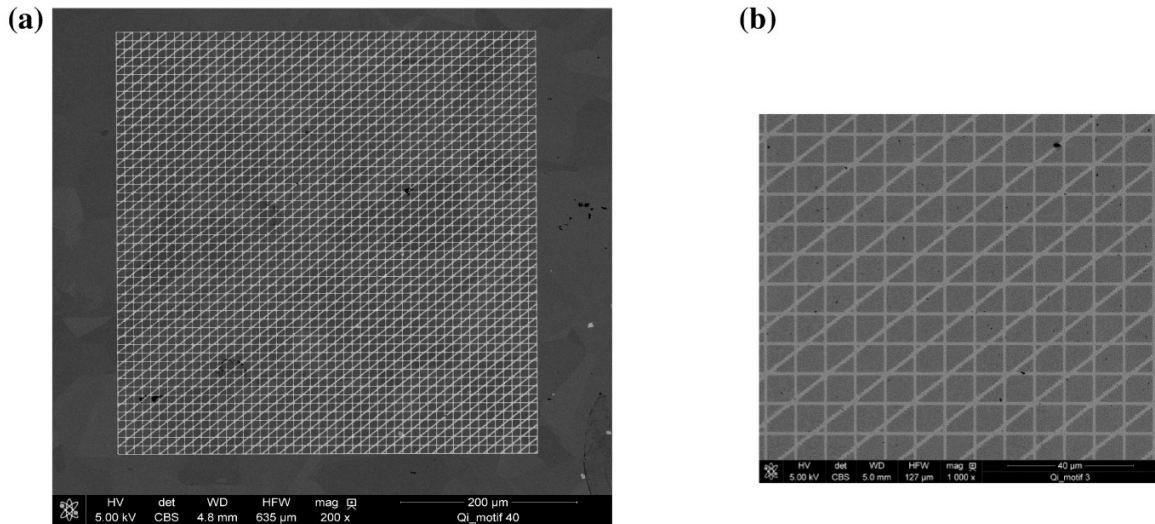 (a)
(b)
HV det WD HFW mag
5.00 kV CBS 4.8 mm 635 µm 200 x
200 µm
Qi_motif 40
HV det WD HFW mag
5.00 kV CBS 5.0 mm 127 µm 1 000 x
40 µm
Qi_motif 3